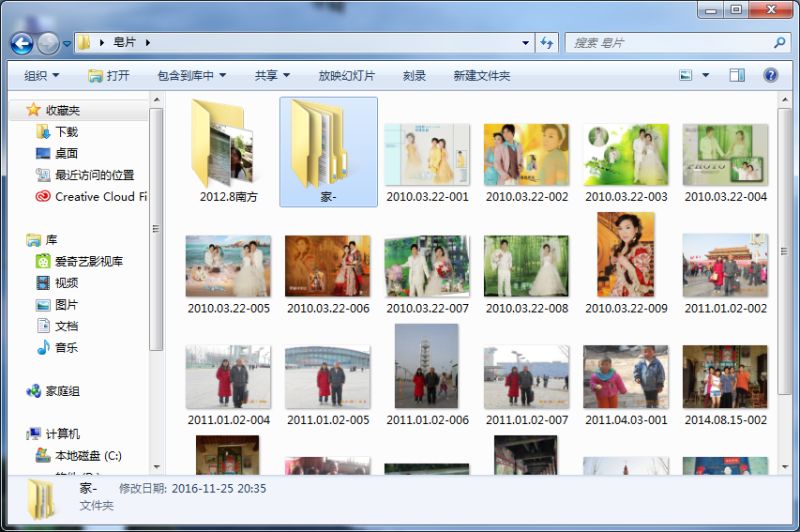 皂片
搜索 皂片
组织 打开 包含到库中 共享 放映幻灯片 刻录 新建文件夹
收藏夹
下载
桌面
最近访问的位置
Creative Cloud Fi
库
爱奇艺影视库
视频
图片
文档
音乐
家庭组
计算机
本地磁盘 (C:)
2012.8南方 家- 2010.03.22-001 2010.03.22-002 2010.03.22-003 2010.03.22-004
2010.03.22-005 2010.03.22-006 2010.03.22-007 2010.03.22-008 2010.03.22-009 2011.01.02-002
2011.01.02-004 2011.01.02-005 2011.01.02-006 2011.01.02-007 2011.04.03-001 2014.08.15-002
家- 修改日期: 2016-11-25 20:35
文件夹